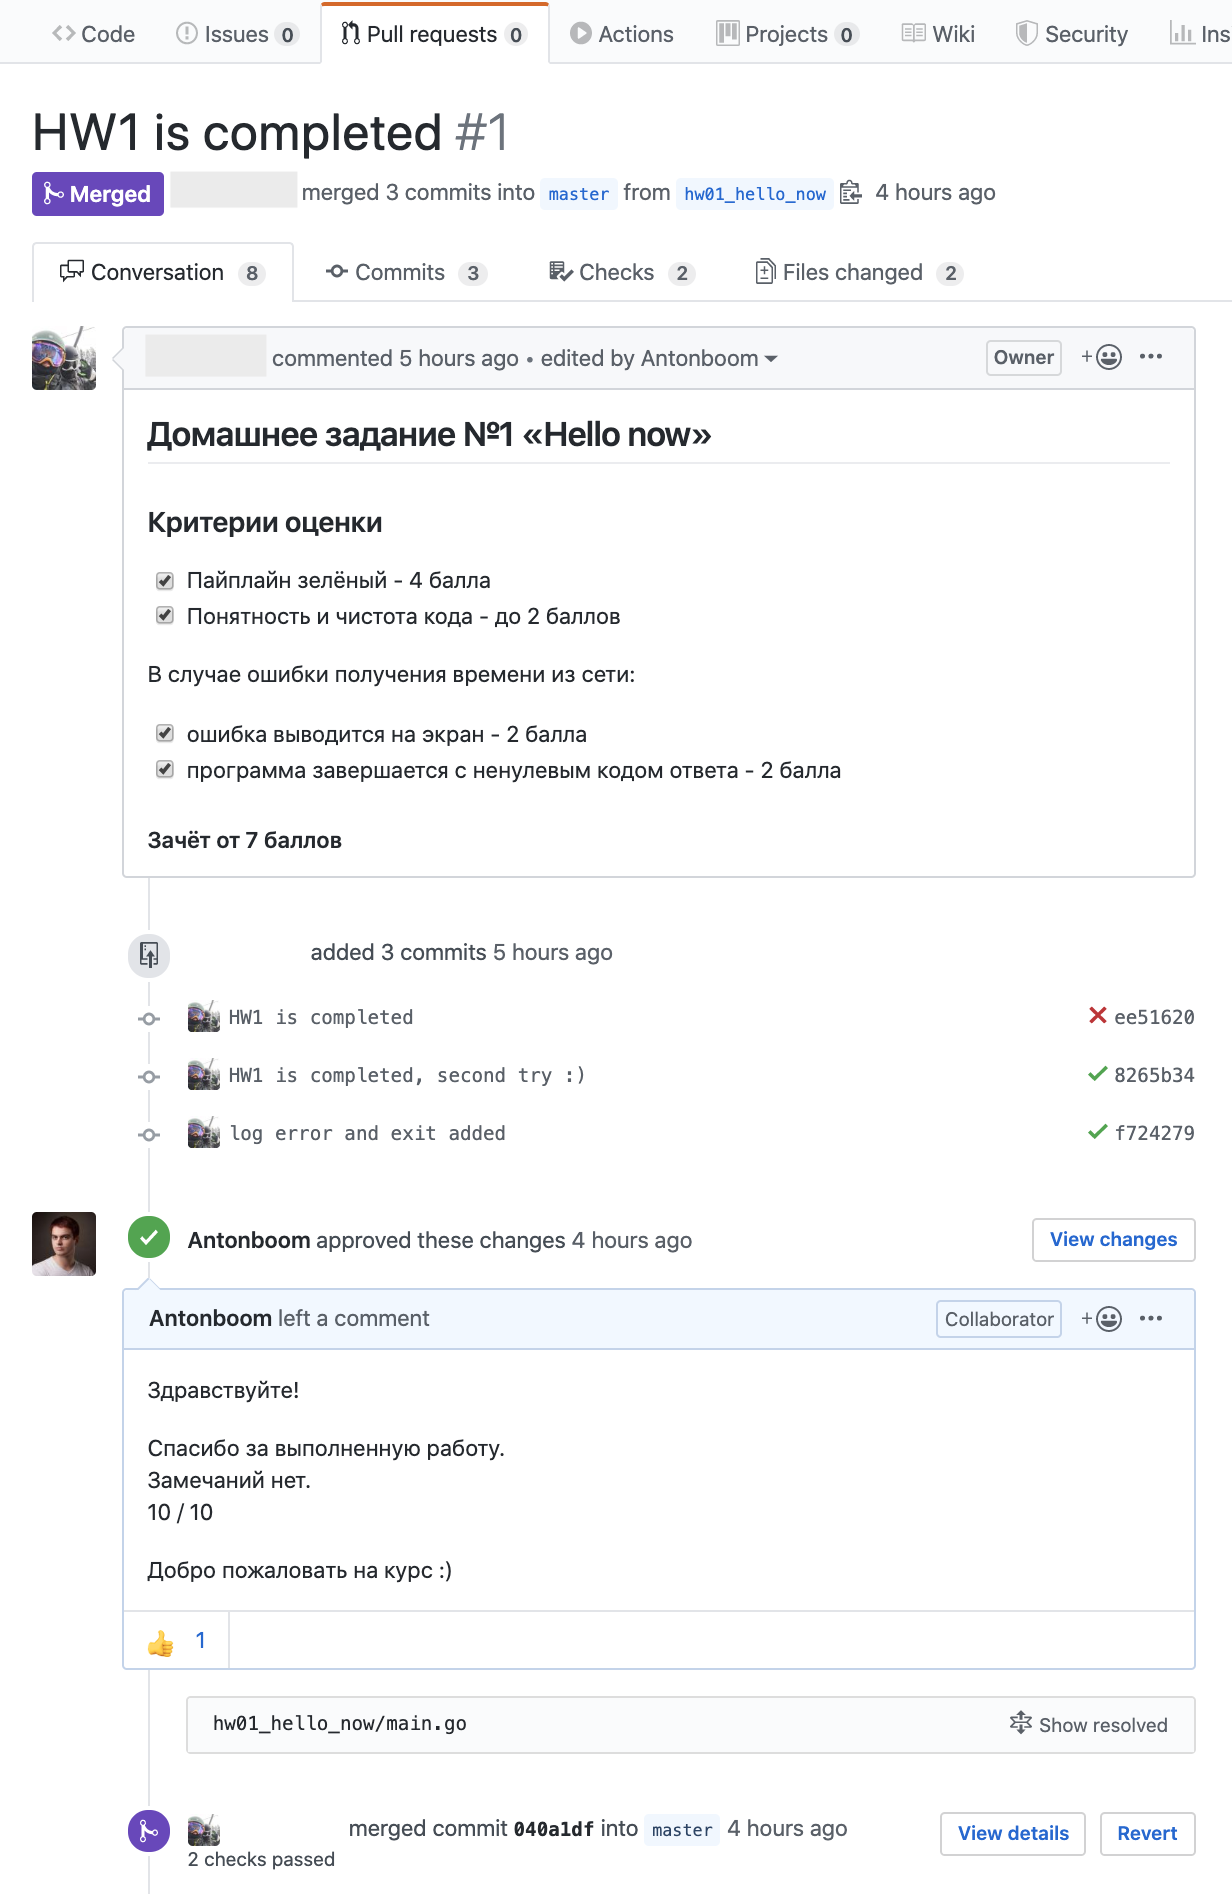 Code Issues 0 Pull requests 0 Actions Projects 0 Wiki Security Ins
HW1 is completed #1
Merged merged 3 commits into master from hw01_hello_now 4 hours ago
Conversation 8 Commits 3 Checks 2 Files changed 2
commented 5 hours ago • edited by Antonboom Owner
Домашнее задание №1 «Hello now»
Критерии оценки
Пайплайн зелёный - 4 балла
Понятность и чистота кода - до 2 баллов
В случае ошибки получения времени из сети:
ошибка выводится на экран - 2 балла
программа завершается с ненулевым кодом ответа - 2 балла
Зачёт от 7 баллов
added 3 commits 5 hours ago
HW1 is completed ee51620
HW1 is completed, second try :) 8265b34
log error and exit added f724279
Antonboom approved these changes 4 hours ago View changes
Antonboom left a comment Collaborator
Здравствуйте!
Спасибо за выполненную работу.
Замечаний нет.
10 / 10
Добро пожаловать на курс :)
1
hw01_hello_now/main.go Show resolved
merged commit 040a1df into master 4 hours ago View details Revert
2 checks passed